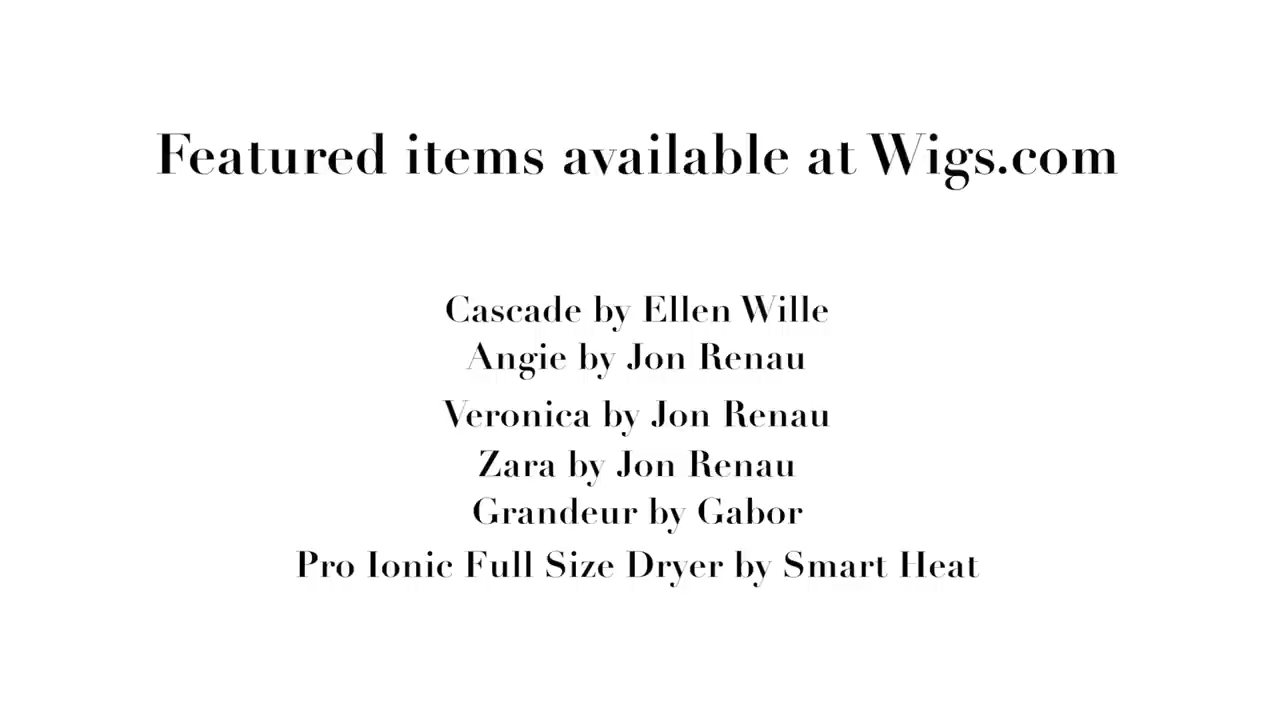 Featured items available at Wigs.com
Cascade by Ellen Wille
Angie by Jon Renau
Veronica by Jon Renau
Zara by Jon Renau
Grandeur by Gabor
Pro Ionic Full Size Dryer by Smart Heat